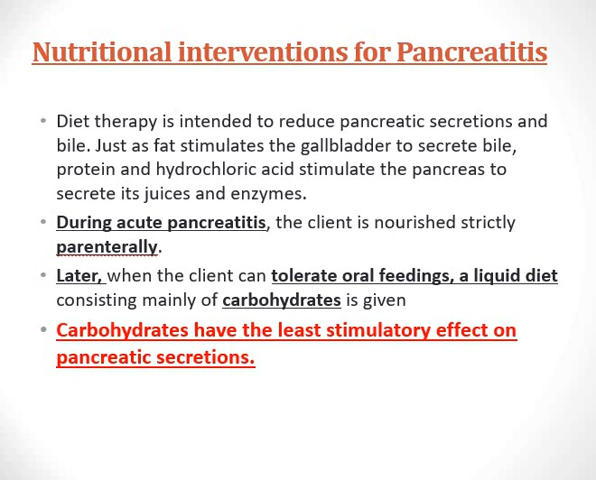 Nutritional interventions for Pancreatitis
• Diet therapy is intended to reduce pancreatic secretions and
bile. Just as fat stimulates the gallbladder to secrete bile,
protein and hydrochloric acid stimulate the pancreas to
secrete its juices and enzymes.
• During acute pancreatitis, the client is nourished strictly
parenterally.
• Later, when the client can tolerate oral feedings, a liquid diet
consisting mainly of carbohydrates is given
• Carbohydrates have the least stimulatory effect on
pancreatic secretions.